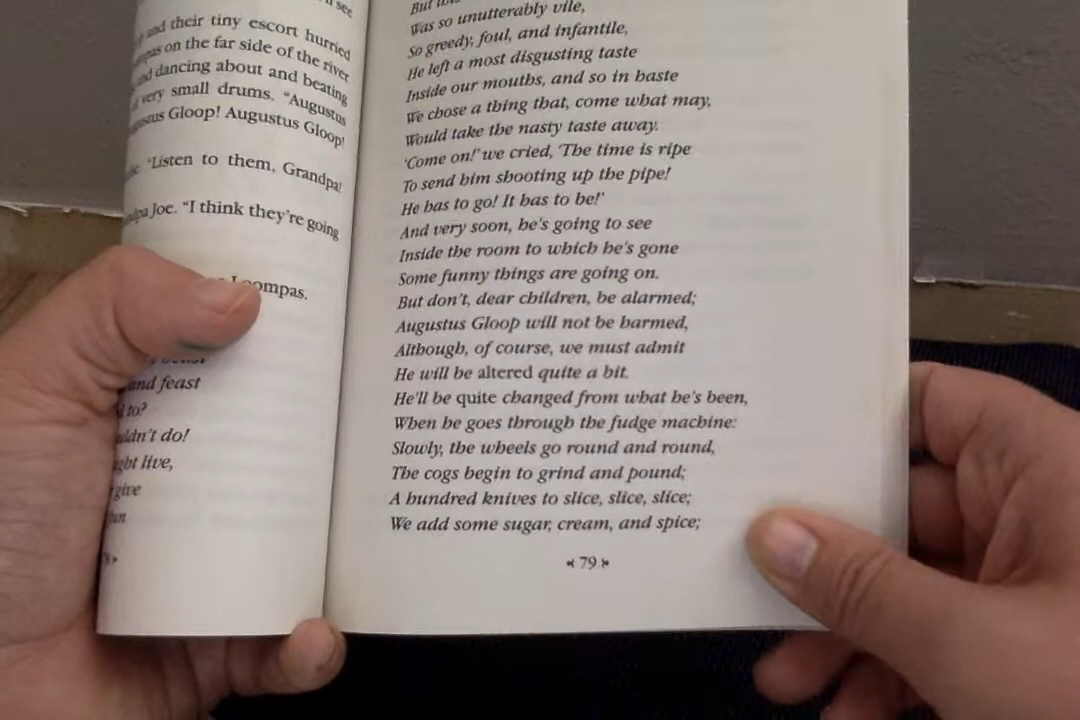 see
and their tiny escort hurried
on the far side of the river
and dancing about and beating
very small drums. “Augustus
Gloop! Augustus Gloop!
“Listen to them, Grandpa!
Joe. “I think they’re going
and feast
to?
ght live,
give
But
Was so unutterably vile,
So greedy, foul, and infantile,
He left a most disgusting taste
Inside our mouths, and so in haste
We chose a thing that, come what may,
Would take the nasty taste away.
‘Come on!’ we cried, ‘The time is ripe
To send him shooting up the pipe!
He has to go! It has to be!’
And very soon, he’s going to see
Inside the room to which he’s gone
Some funny things are going on.
But don’t, dear children, be alarmed;
Augustus Gloop will not be harmed,
Although, of course, we must admit
He will be altered quite a bit.
He’ll be quite changed from what he’s been,
When he goes through the fudge machine:
Slowly, the wheels go round and round,
The cogs begin to grind and pound;
A hundred knives to slice, slice, slice;
We add some sugar, cream, and spice;
79